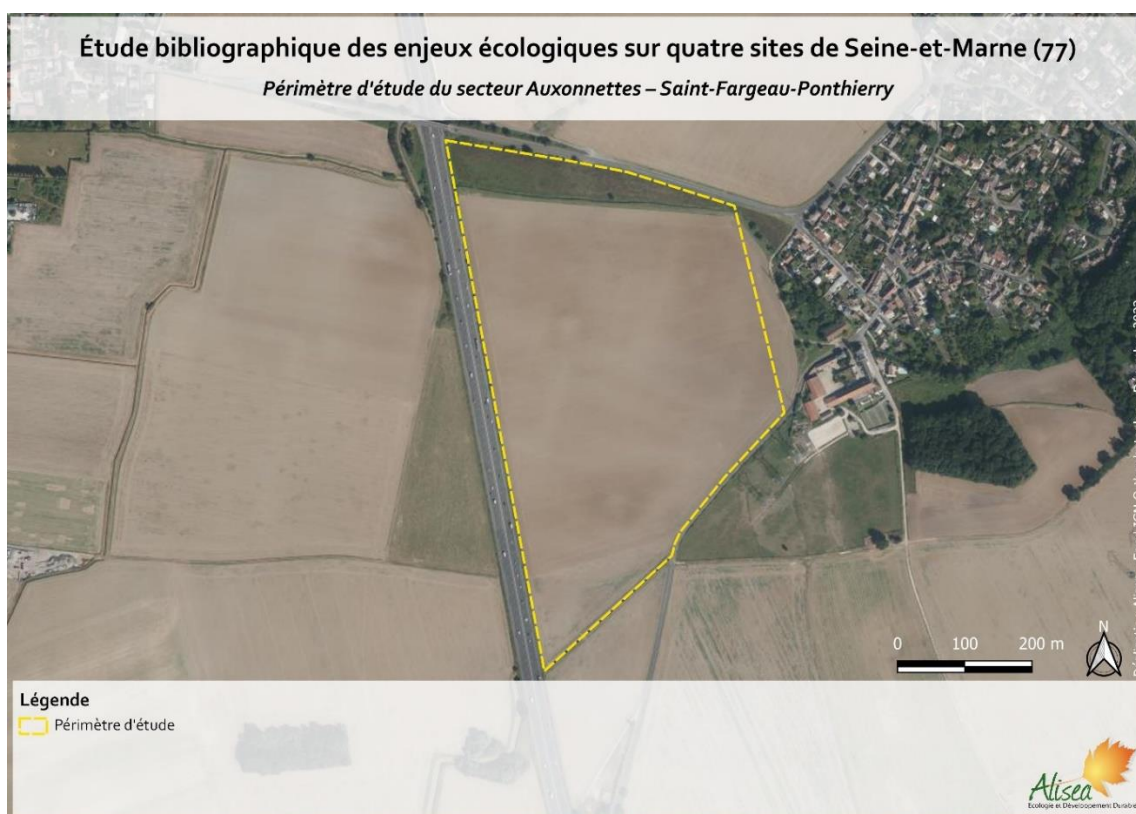 Étude bibliographique des enjeux écologiques sur quatre sites de Seine-et-Marne (77)
Périmètre d'étude du secteur Auxonnettes – Saint-Fargeau-Ponthierry
N
0 100 200 m
Légende
Périmètre d'étude
Alisea
Ecologie et Développement Durable